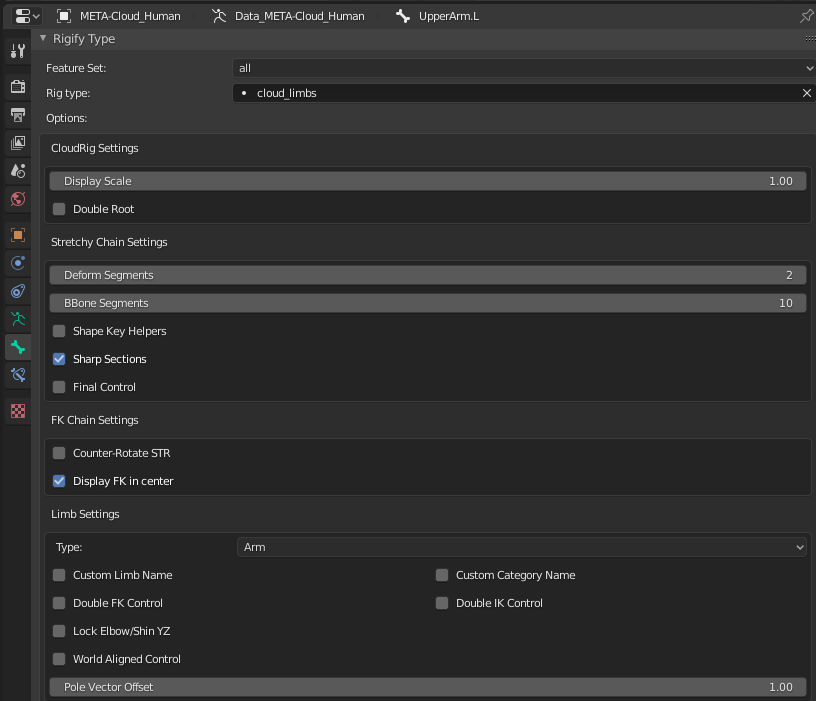 META-Cloud_Human Data_META-Cloud_Human UpperArm.L
Rigify Type
Feature Set: all
Rig type: cloud_limbs
Options:
CloudRig Settings
Display Scale 1.00
Double Root
Stretchy Chain Settings
Deform Segments 2
BBone Segments 10
Shape Key Helpers
Sharp Sections
Final Control
FK Chain Settings
Counter-Rotate STR
Display FK in center
Limb Settings
Type: Arm
Custom Limb Name Custom Category Name
Double FK Control Double IK Control
Lock Elbow/Shin YZ
World Aligned Control
Pole Vector Offset 1.00